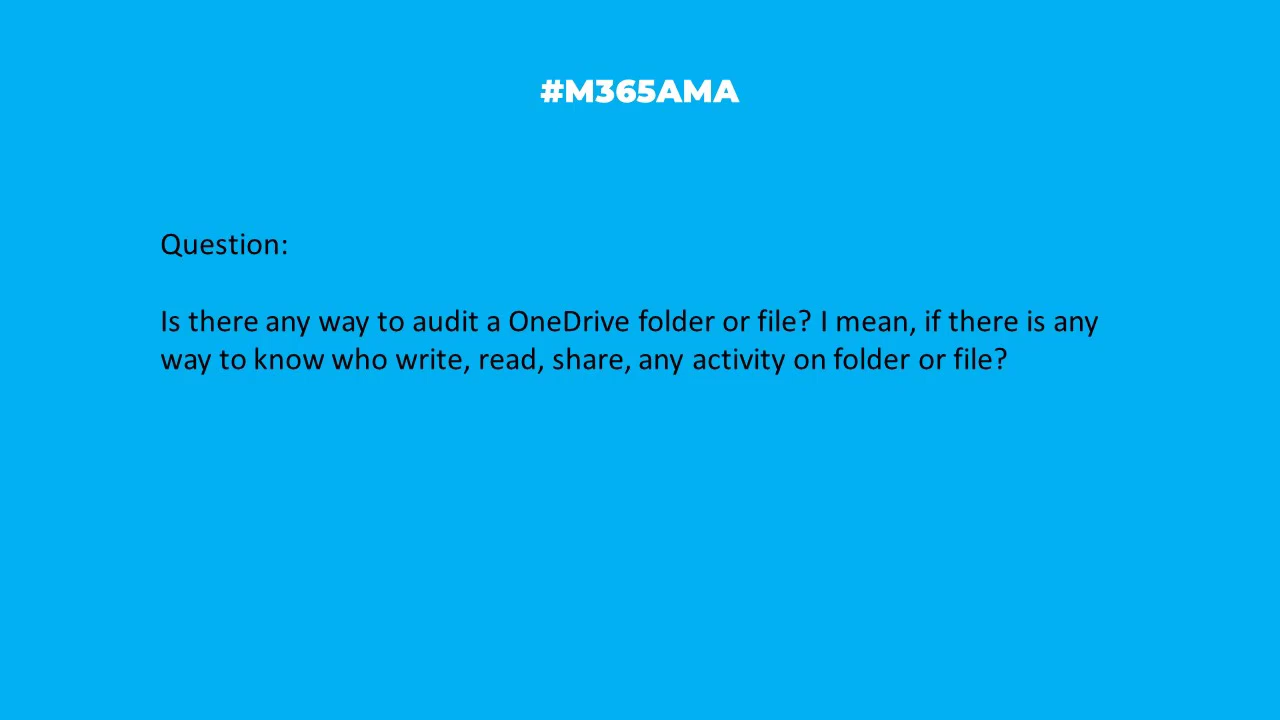 #M365AMA
Question:
Is there any way to audit a OneDrive folder or file? I mean, if there is any
way to know who write, read, share, any activity on folder or file?